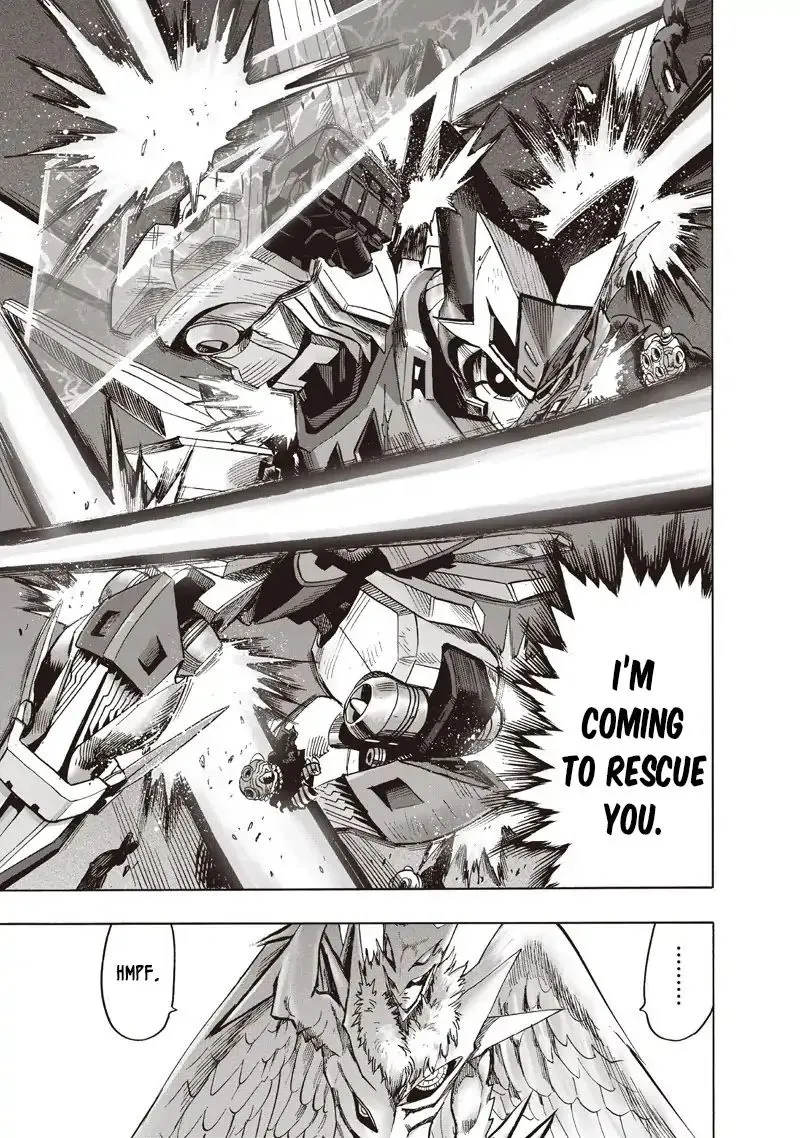 I'M
COMING
TO RESCUE
YOU.
.........
HMPF.